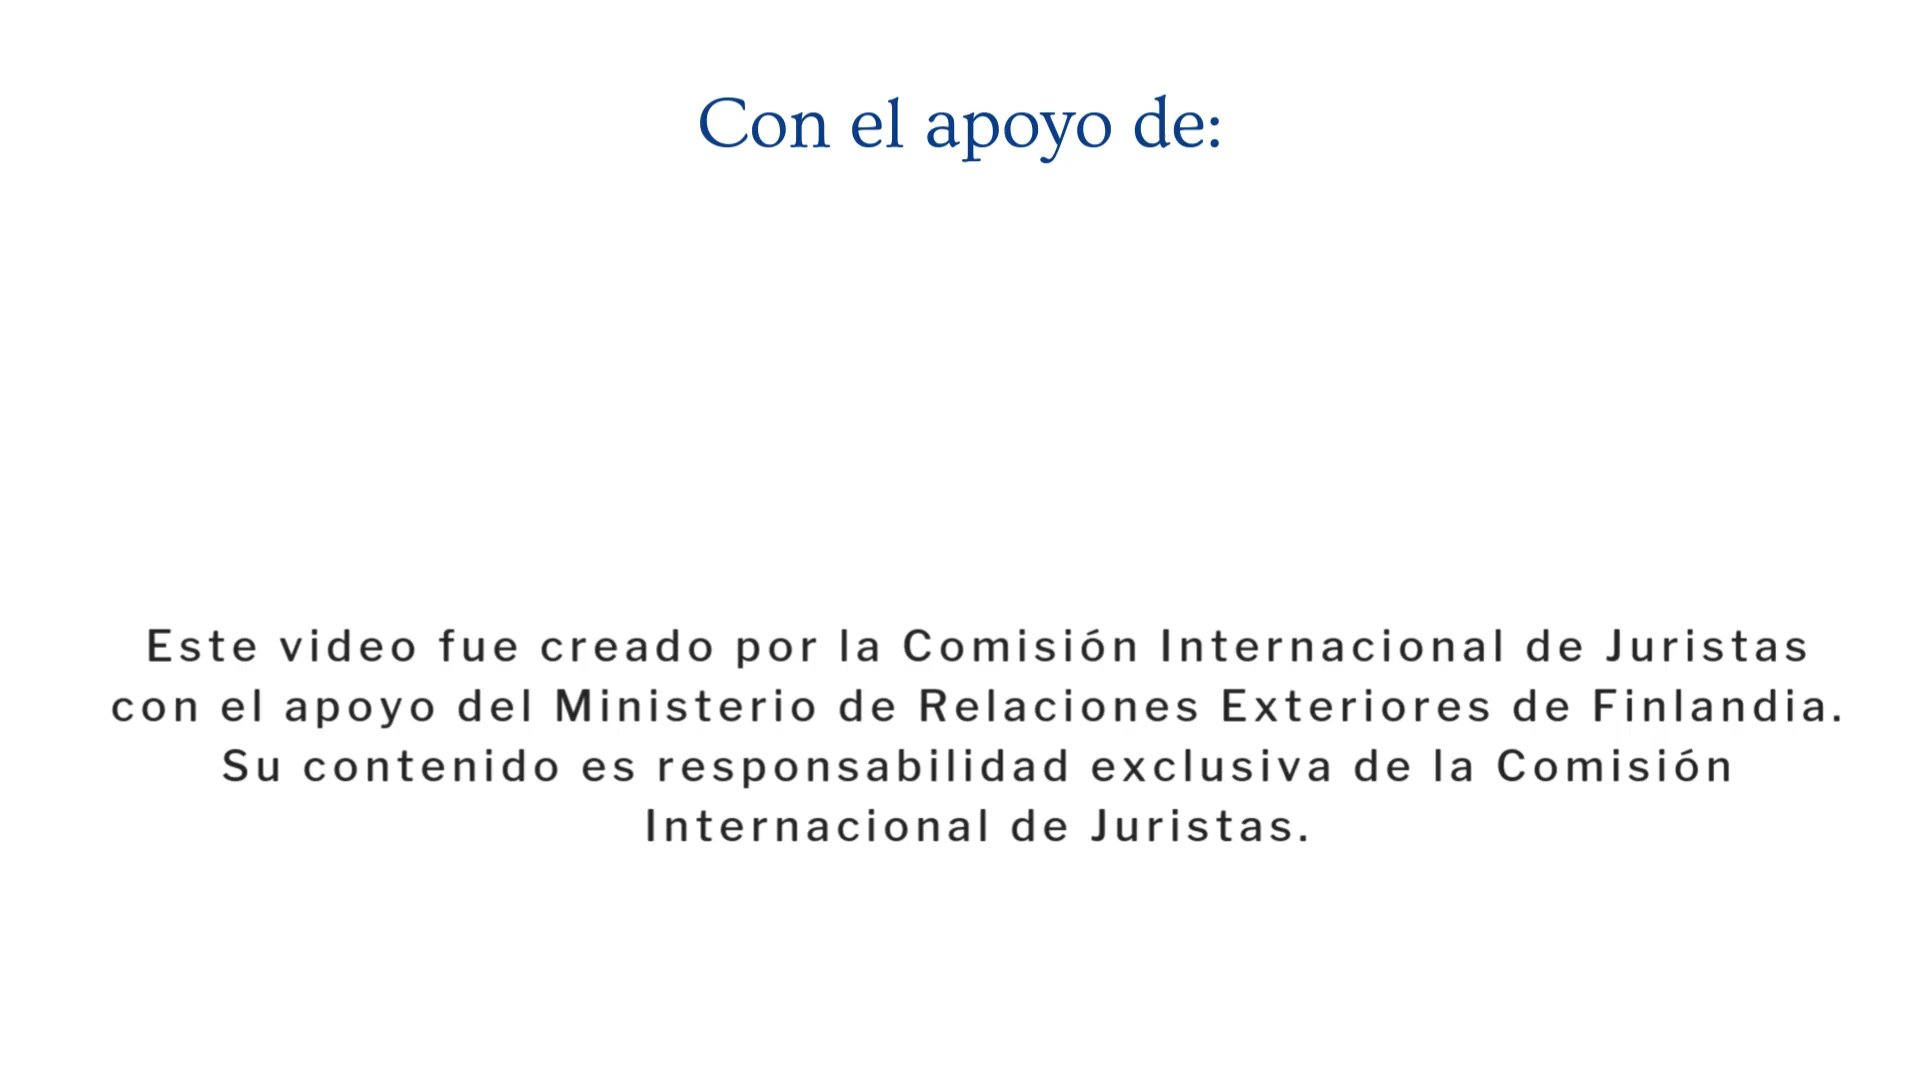 Con el apoyo de:
Este video fue creado por la Comisión Internacional de Juristas
con el apoyo del Ministerio de Relaciones Exteriores de Finlandia.
Su contenido es responsabilidad exclusiva de la Comisión
Internacional de Juristas.